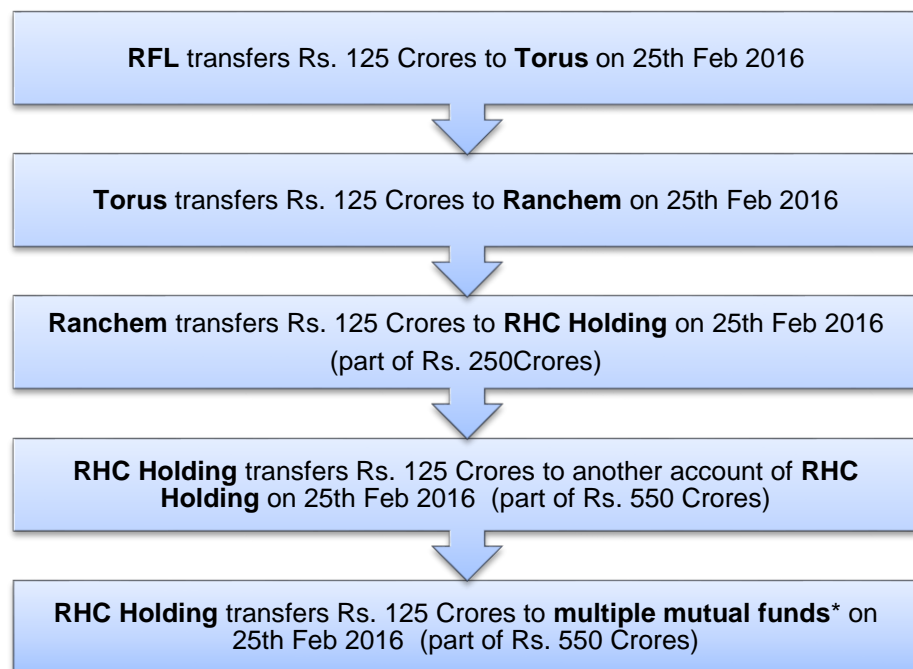 RFL transfers Rs. 125 Crores to Torus on 25th Feb 2016
Torus transfers Rs. 125 Crores to Ranchem on 25th Feb 2016
Ranchem transfers Rs. 125 Crores to RHC Holding on 25th Feb 2016
(part of Rs. 250Crores)
RHC Holding transfers Rs. 125 Crores to another account of RHC
Holding on 25th Feb 2016 (part of Rs. 550 Crores)
RHC Holding transfers Rs. 125 Crores to multiple mutual funds* on
25th Feb 2016 (part of Rs. 550 Crores)